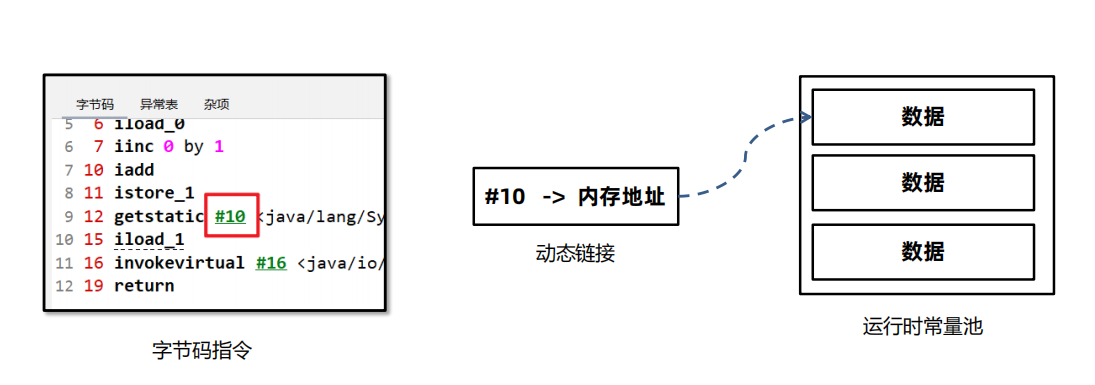 字节码 异常表 杂项
5 6 iload_0
6 7 iinc 0 by 1
7 10 iadd
8 11 istore_1
9 12 getstatic #10 <java/lang/Sy
10 15 iload_1
11 16 invokevirtual #16 <java/io/
12 19 return
字节码指令
#10 -> 内存地址
动态链接
数据
数据
数据
运行时常量池